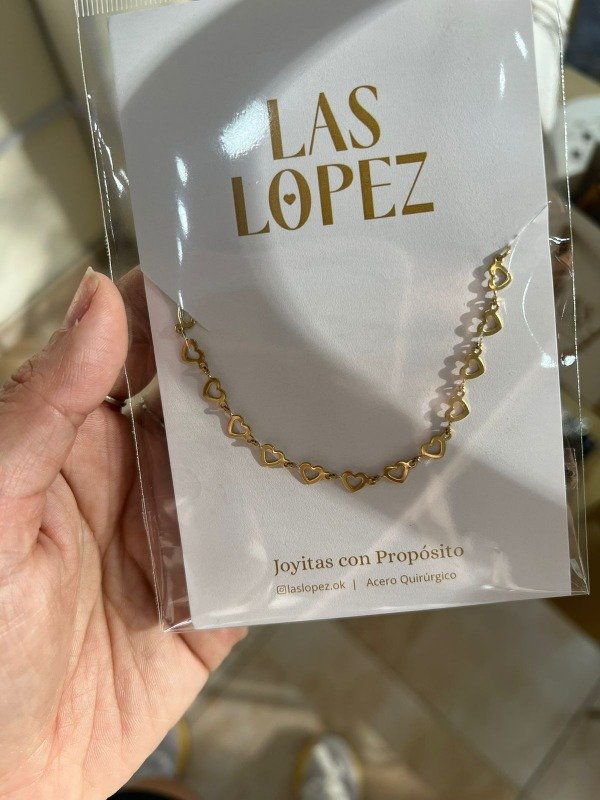 LAS
LOPEZ
Joyitas con Propósito
laslopez.ok | Acero Quirúrgico